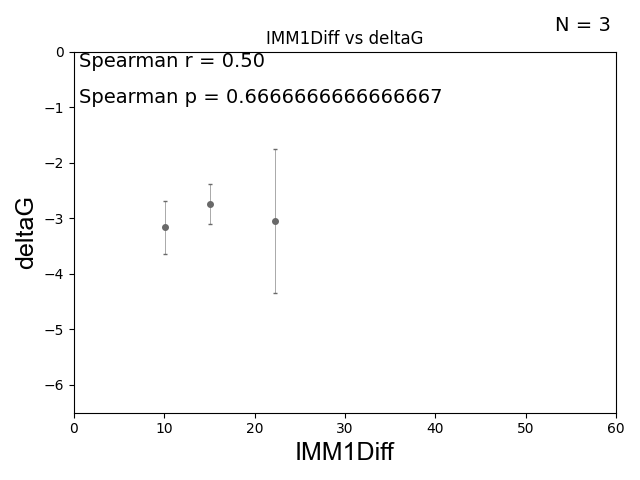 N = 3
IMM1Diff vs deltaG
Spearman r = 0.50
Spearman p = 0.6666666666666667
deltaG
0
−1
−2
−3
−4
−5
−6
0 10 20 30 40 50 60
IMM1Diff